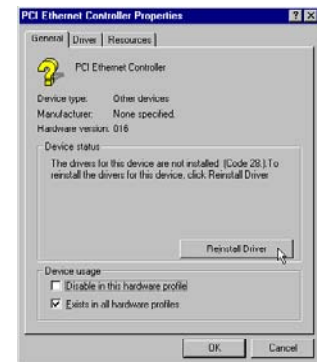 PCI Ethernet Controller Properties
General
Driver
Resources
PCI Ethernet Controller
Device type: Other devices
Manufacturer: None specified.
Hardware version: 016
Device status
The drivers for this device are not installed. (Code 28.) To
reinstall the drivers for this device, click Reinstall Driver
Reinstall Driver
Device usage
Disable in this hardware profile
Exists in all hardware profiles
OK
Cancel